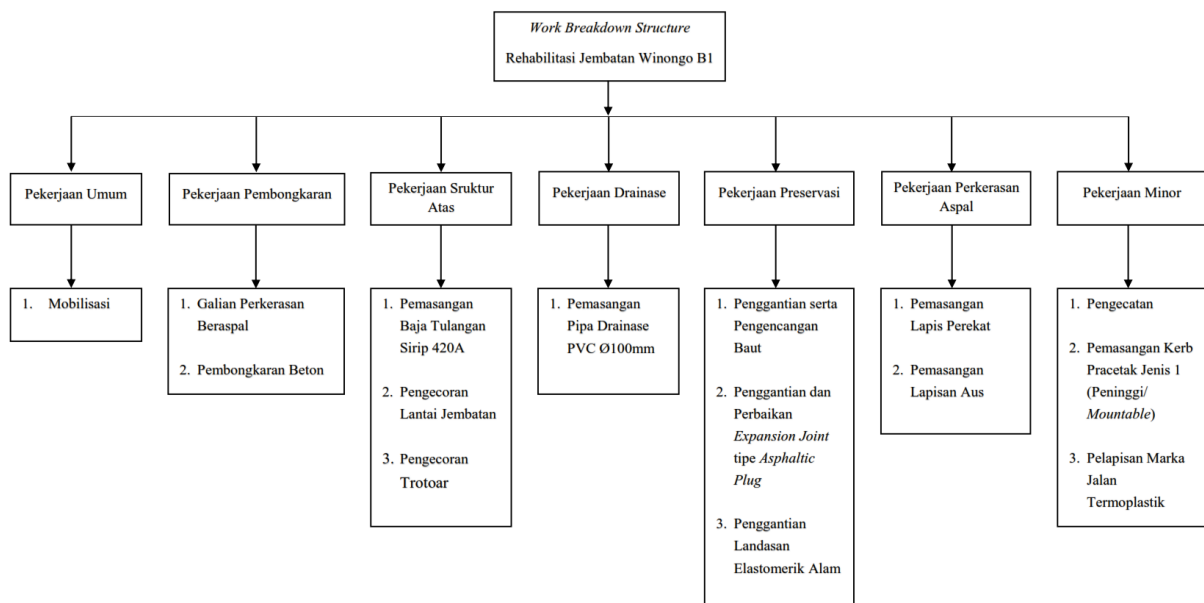 Work Breakdown Structure
Rehabilitasi Jembatan Winongo B1
Pekerjaan Umum
Pekerjaan Pembongkaran
Pekerjaan Sruktur
Atas
Pekerjaan Drainase
Pekerjaan Preservasi
Pekerjaan Perkerasan
Aspal
Pekerjaan Minor
1. Mobilisasi
1. Galian Perkerasan
Beraspal
2. Pembongkaran Beton
1. Pemasangan
Baja Tulangan
Sirip 420A
2. Pengecoran
Lantai Jembatan
3. Pengecoran
Trotoar
1. Pemasangan
Pipa Drainase
PVC Ø100mm
1. Penggantian serta
Pengencangan
Baut
2. Penggantian dan
Perbaikan
Expansion Joint
tipe Asphaltic
Plug
3. Penggantian
Landasan
Elastomerik Alam
1. Pemasangan
Lapis Perekat
2. Pemasangan
Lapisan Aus
1. Pengecatan
2. Pemasangan Kerb
Pracetak Jenis 1
(Peninggi/
Mountable)
3. Pelapisan Marka
Jalan
Termoplastik